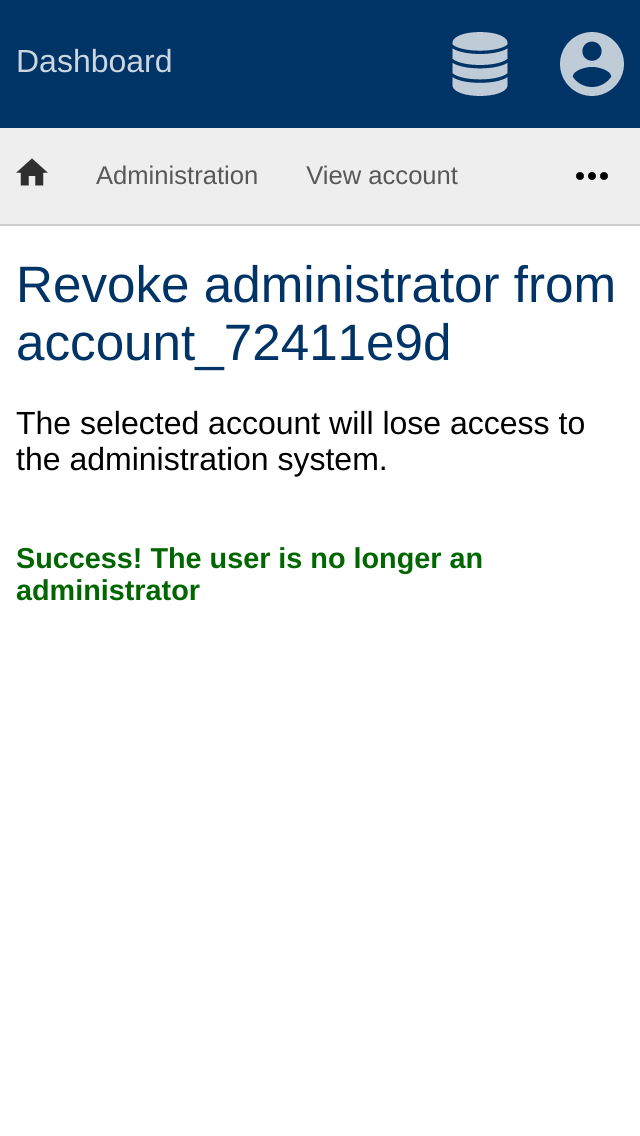 Dashboard
Administration View account
Revoke administrator from
account_72411e9d
The selected account will lose access to
the administration system.
Success! The user is no longer an
administrator